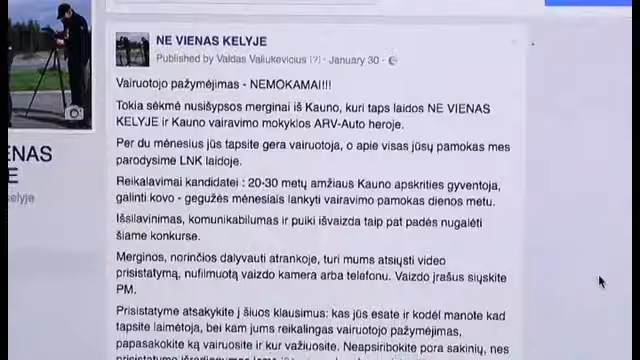 NE VIENAS KELYJE
Published by Valdas Valiukevicius [?] · January 30 ·
Vairuotojo pažymėjimas - NEMOKAMAI!!!
Tokia sėkmė nusišypsos merginai iš Kauno, kuri taps laidos NE VIENAS
KELYJE ir Kauno vairavimo mokyklos ARV-Auto heroje.
Per du mėnesius jūs tapsite gera vairuotoja, o apie visas jūsų pamokas mes
parodysime LNK laidoje.
Reikalavimai kandidatei : 20-30 metų amžiaus Kauno apskrities gyventoja,
galinti kovo - gegužės mėnesiais lankyti vairavimo pamokas dienos metu.
Išsilavinimas, komunikabilumas ir puiki išvaizda taip pat padės nugalėti
šiame konkurse.
Merginos, norinčios dalyvauti atrankoje, turi mums atsiųsti video
prisistatymą, nufilmuotą vaizdo kamera arba telefonu. Vaizdo įrašus siųskite
PM.
Prisistatyme atsakykite į šiuos klausimus: kas jūs esate ir kodėl manote kad
tapsite laimėtoja, bei kam jums reikalingas vairuotojo pažymėjimas,
papasakokite ką vairuosite ir kur važiuosite. Neapsiribokite pora sakinių, nes
ENAS
E
elyje